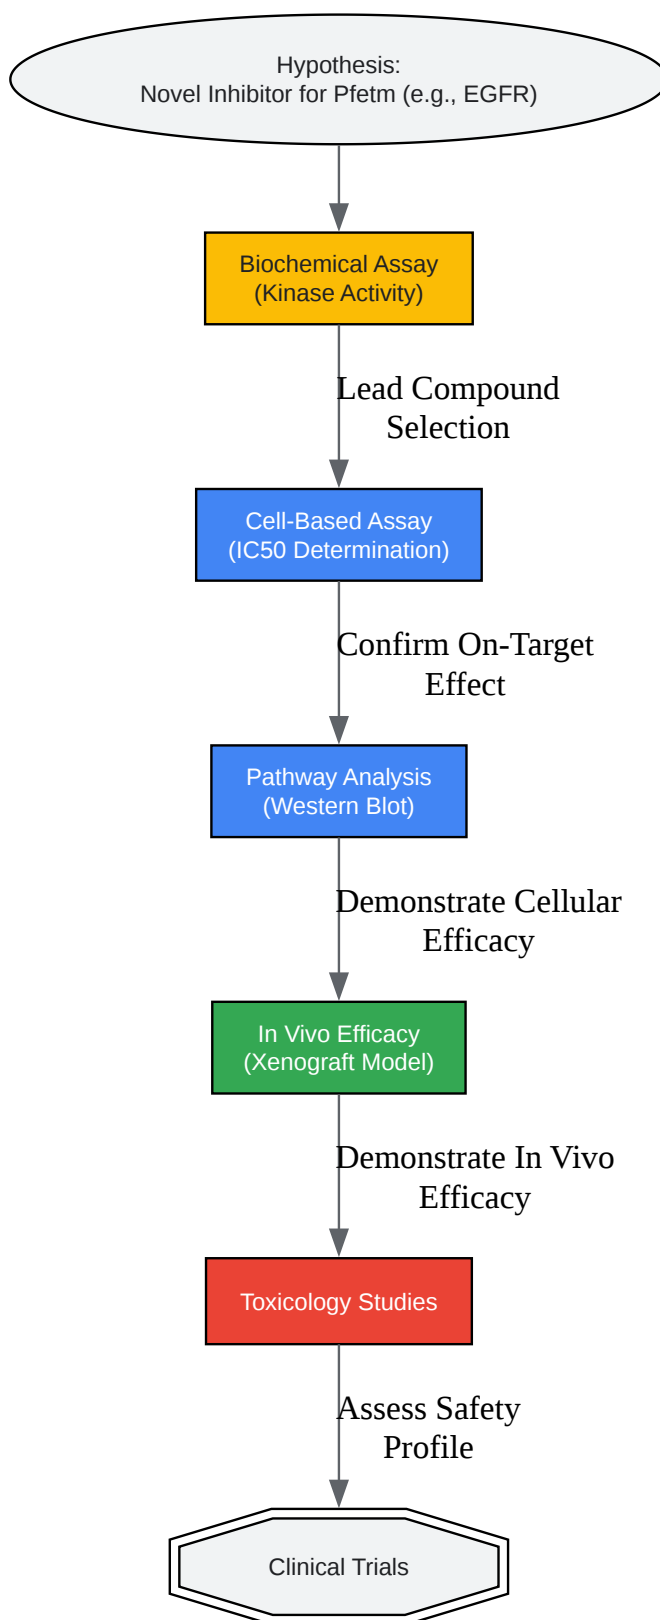 Hypothesis:
Novel Inhibitor for Pfetm (e.g., EGFR)
Biochemical Assay
(Kinase Activity)
Lead Compound
Selection
Cell-Based Assay
(IC50 Determination)
Confirm On-Target
Effect
Pathway Analysis
(Western Blot)
Demonstrate Cellular
Efficacy
In Vivo Efficacy
(Xenograft Model)
Demonstrate In Vivo
Efficacy
Toxicology Studies
Assess Safety
Profile
Clinical Trials